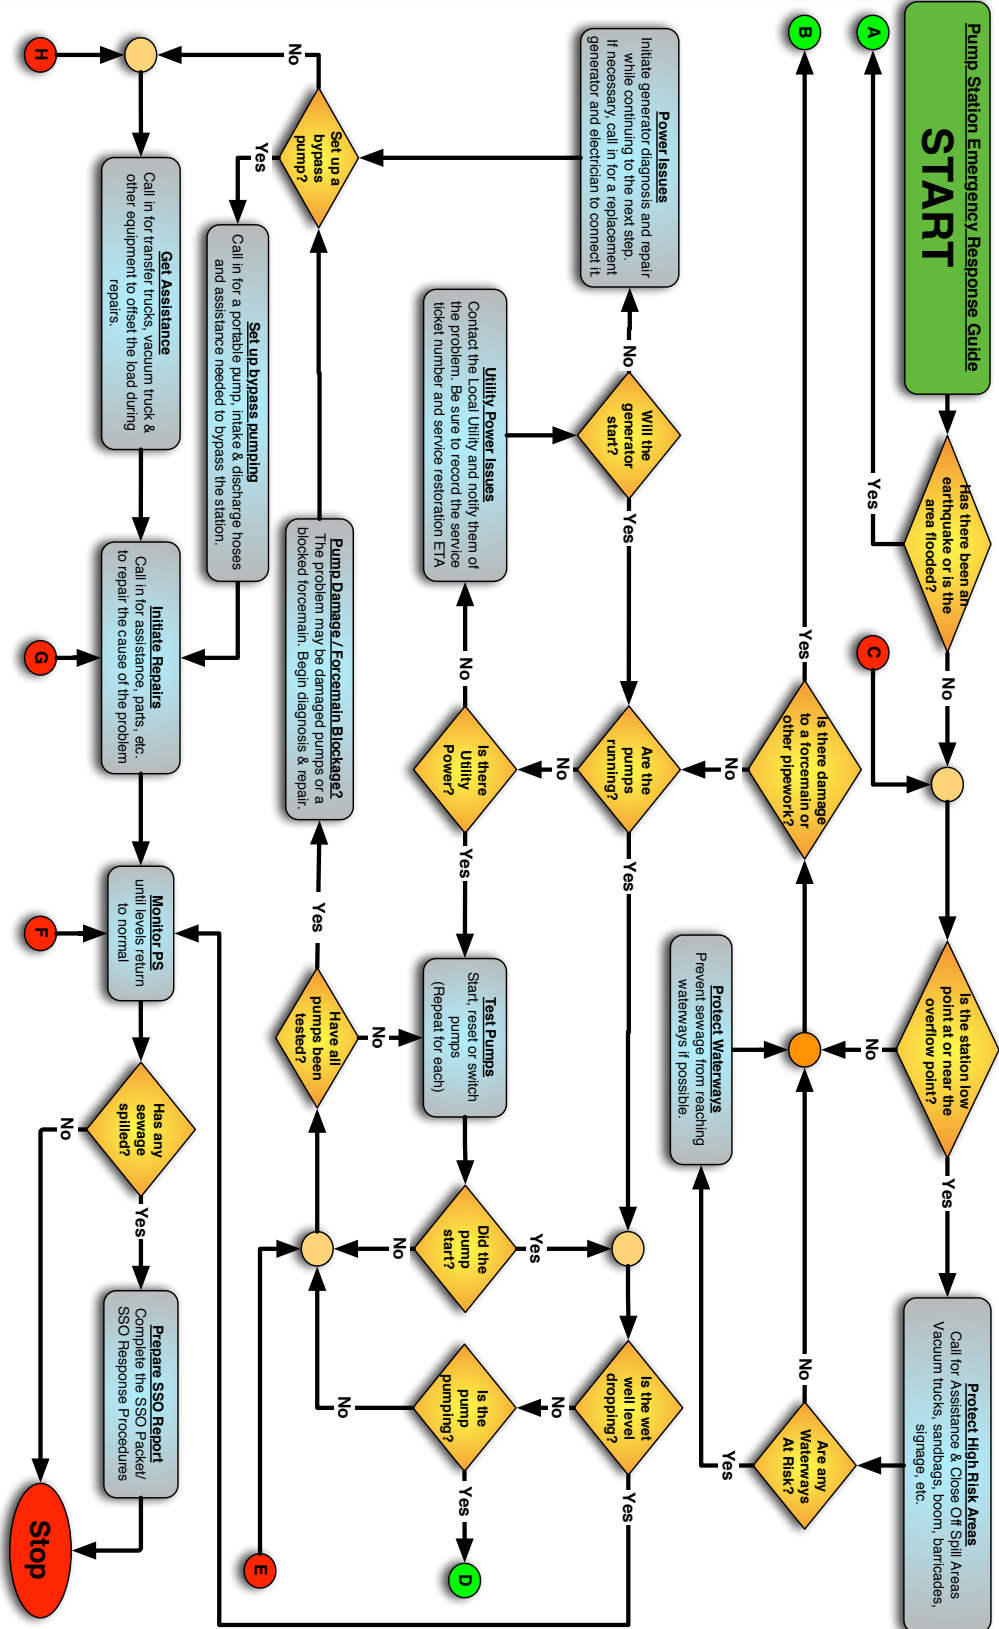 Pump Station Emergency Response Guide
START
Has there been an
earthquake or is the
area flooded?
Yes
A
No
C
Is the station low
point at or near the
overflow point?
No
Yes
Protect High Risk Areas
Call for Assistance & Close Off Spill Areas
Vacuum trucks, sandbags, boom, barricades,
signage, etc.
Are any
Waterways
At Risk?
No
Yes
Protect Waterways
Prevent sewage from reaching
waterways if possible.
Is there damage
to a forcemain or
other pipework?
Yes
B
No
Are the
pumps
running?
Yes
No
Is the wet
well level
dropping?
Yes
No
Is the
pump
pumping?
Yes
D
No
Is there
Utility
Power?
Yes
No
Utility Power Issues
Contact the Local Utility and notify them of
the problem. Be sure to record the service
ticket number and service restoration ETA
Will the
generator
start?
Yes
No
Power Issues
Initiate generator diagnosis and repair
while continuing to the next step.
If necessary, call in for a replacement
generator and electrician to connect it.
Test Pumps
Start, reset or switch
pumps
(Repeat for each)
Did the
pump
start?
Yes
No
E
Have all
pumps been
tested?
No
Yes
Pump Damage / Forcemain Blockage?
The problem may be damaged pumps or a
blocked forcemain. Begin diagnosis & repair.
Set up a
bypass
pump?
No
Yes
Set up bypass pumping
Call in for a portable pump, intake & discharge hoses
and assistance needed to bypass the station.
H
Get Assistance
Call in for transfer trucks, vacuum truck &
other equipment to offset the load during
repairs.
Initiate Repairs
Call in for assistance, parts, etc.
to repair the cause of the problem
G
Monitor PS
until levels return
to normal
F
Has any
sewage
spilled?
No
Yes
Prepare SSO Report
Complete the SSO Packet/
SSO Response Procedures
Stop